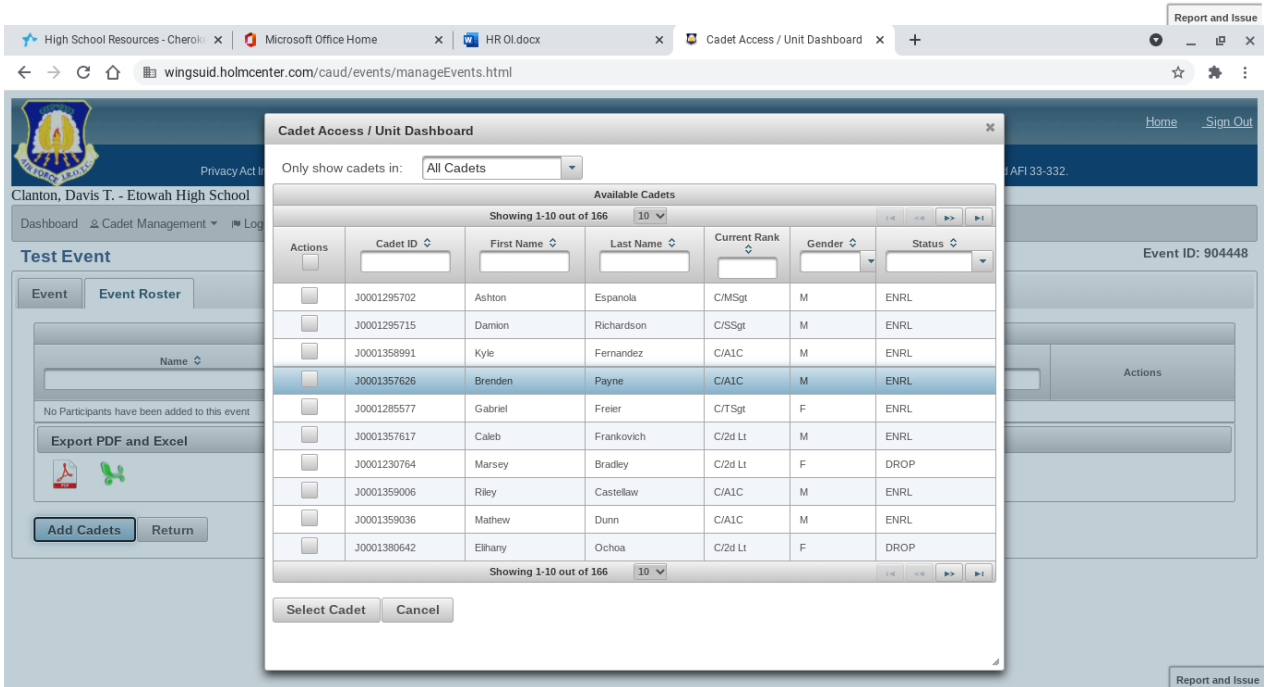 Report and Issue
High School Resources - Cherok
Microsoft Office Home
HR OI.docx
Cadet Access / Unit Dashboard
wingsuid.holmcenter.com/caud/events/manageEvents.html
Home Sign Out
Cadet Access / Unit Dashboard
Privacy Act
AFI 33-332.
Only show cadets in: All Cadets
Clanton, Davis T. - Etowah High School
Available Cadets
Dashboard Cadet Management Log
Showing 1-10 out of 166 10
Test Event
Event ID: 904448
Actions Cadet ID First Name Last Name Current Rank Gender Status
Event Event Roster
J0001295702 Ashton Espanola C/MSgt M ENRL
J0001295715 Damion Richardson C/SSgt M ENRL
J0001358991 Kyle Fernandez C/A1C M ENRL
J0001357626 Brenden Payne C/A1C M ENRL
J0001285577 Gabriel Freier C/TSgt F ENRL
J0001357617 Caleb Frankovich C/2d Lt M ENRL
J0001230764 Marsey Bradley C/2d Lt F DROP
J0001359006 Riley Castellaw C/A1C M ENRL
J0001359036 Mathew Dunn C/A1C M ENRL
J0001380642 Elihany Ochoa C/2d Lt F DROP
Name
Actions
No Participants have been added to this event
Export PDF and Excel
PDF
Add Cadets Return
Showing 1-10 out of 166 10
Select Cadet Cancel
Report and Issue